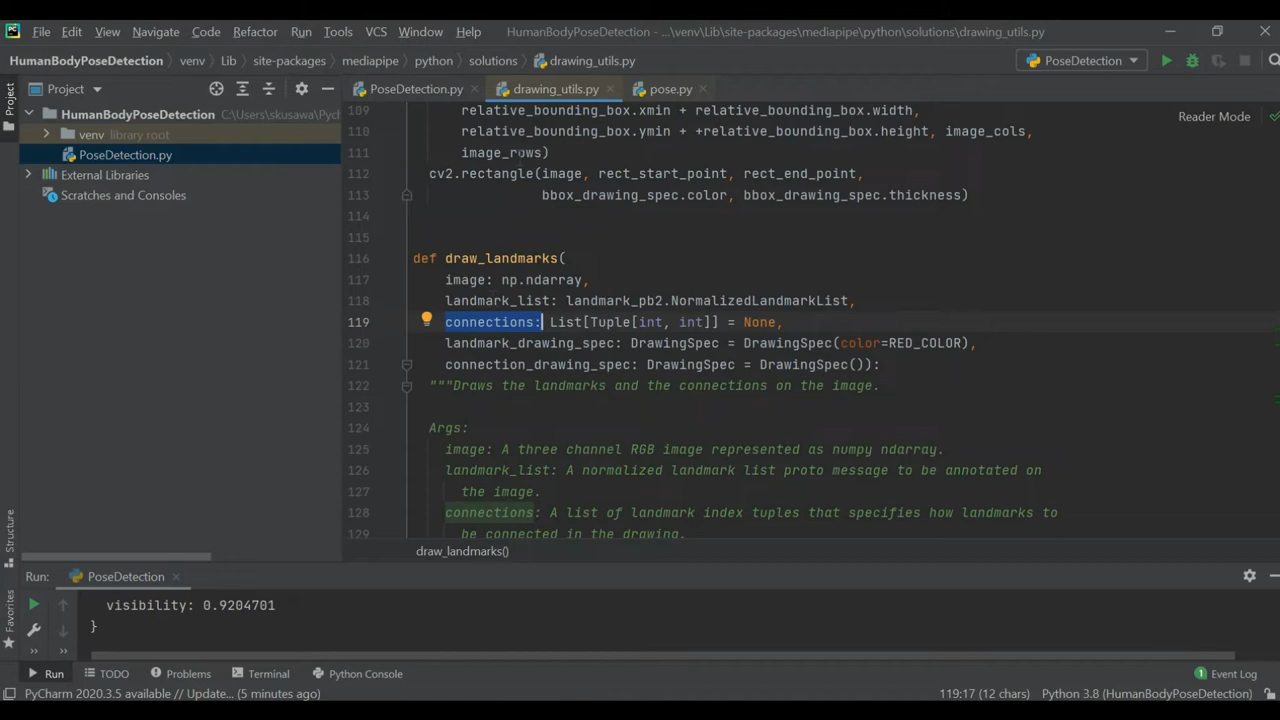 File Edit View Navigate Code Refactor Run Tools VCS Window Help HumanBodyPoseDetection - ...\venv\Lib\site-packages\mediapipe\python\solutions\drawing_utils.py
HumanBodyPoseDetection venv Lib site-packages mediapipe python solutions drawing_utils.py PoseDetection
Project PoseDetection.py drawing_utils.py pose.py
Project
HumanBodyPoseDetection C:\Users\skusawa\Pych
venv library root
PoseDetection.py
External Libraries
Scratches and Consoles
Reader Mode
109 relative_bounding_box.xmin + relative_bounding_box.width,
110 relative_bounding_box.ymin + +relative_bounding_box.height, image_cols,
111 image_rows)
112 cv2.rectangle(image, rect_start_point, rect_end_point,
113 bbox_drawing_spec.color, bbox_drawing_spec.thickness)
114
115
116 def draw_landmarks(
117 image: np.ndarray,
118 landmark_list: landmark_pb2.NormalizedLandmarkList,
119 connections: List[Tuple[int, int]] = None,
120 landmark_drawing_spec: DrawingSpec = DrawingSpec(color=RED_COLOR),
121 connection_drawing_spec: DrawingSpec = DrawingSpec()):
122 """Draws the landmarks and the connections on the image.
123
124 Args:
125 image: A three channel RGB image represented as numpy ndarray.
126 landmark_list: A normalized landmark list proto message to be annotated on
127 the image.
128 connections: A list of landmark index tuples that specifies how landmarks to
129 be connected in the drawing.
draw_landmarks()
Structure
Favorites
Run: PoseDetection
visibility: 0.9204701
}
Run TODO Problems Terminal Python Console 1 Event Log
PyCharm 2020.3.5 available // Update... (5 minutes ago) 119:17 (12 chars) Python 3.8 (HumanBodyPoseDetection)